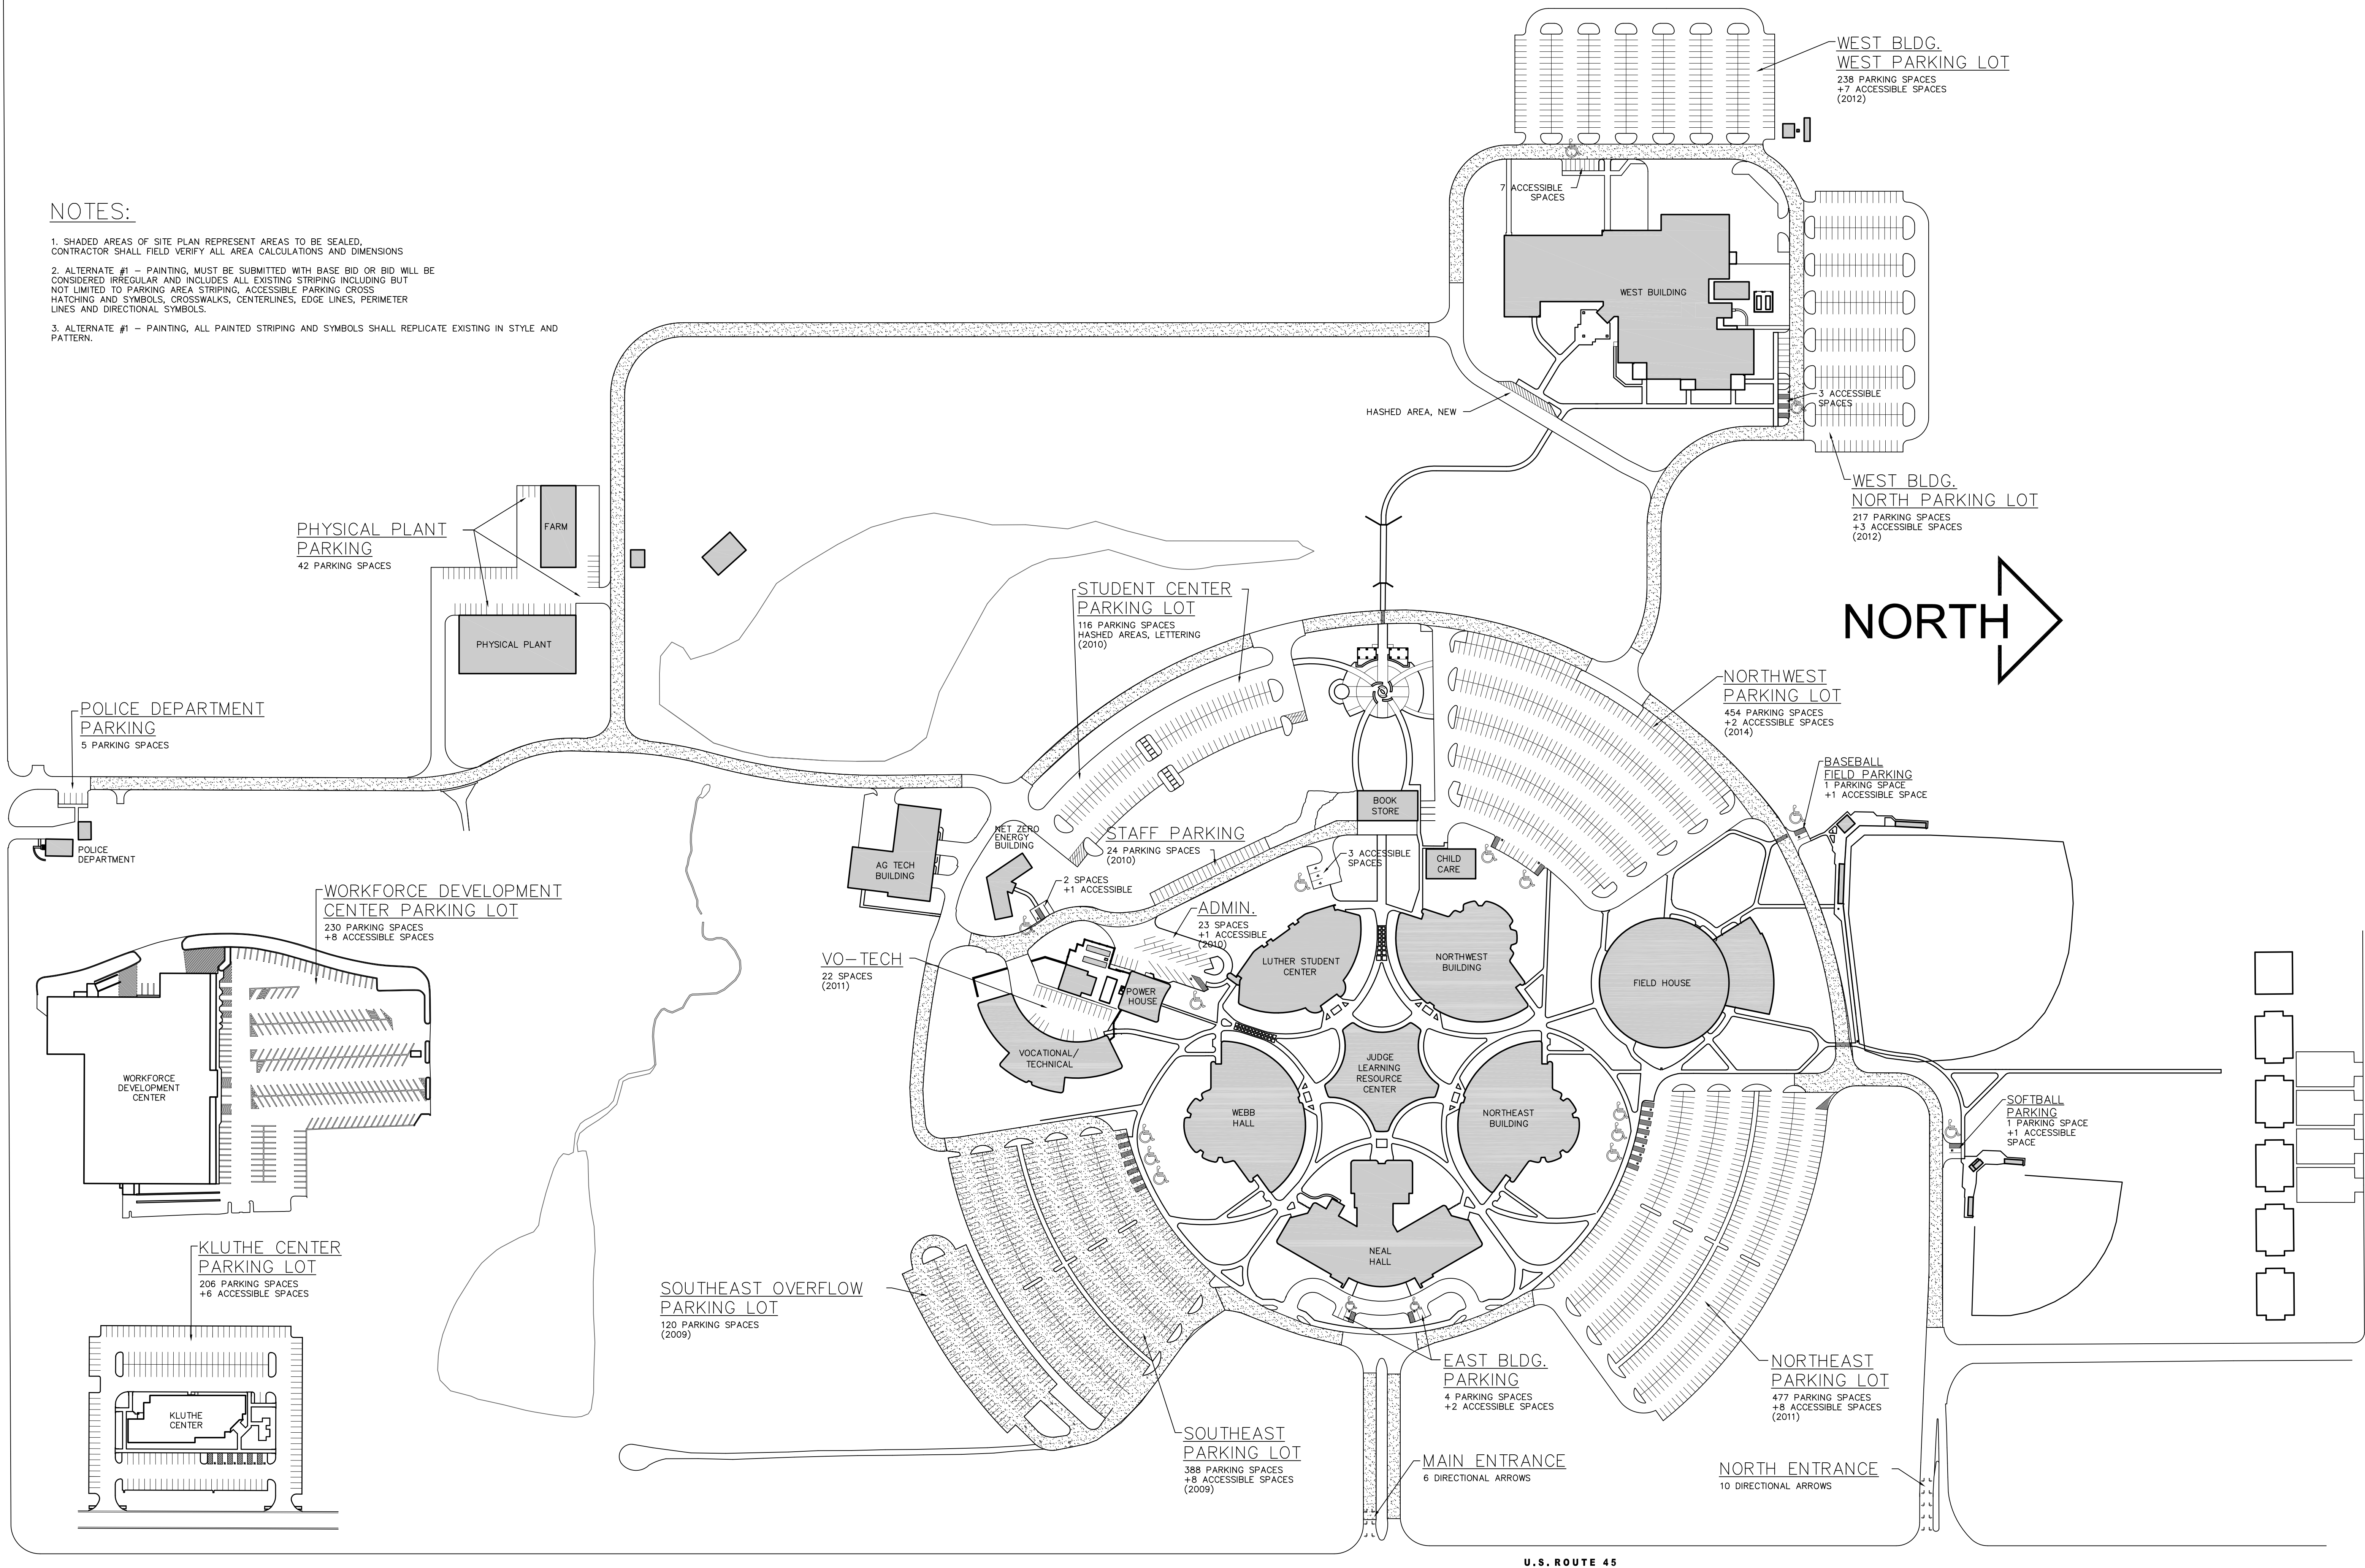 WEST BLDG.
WEST PARKING LOT
238 PARKING SPACES
+7 ACCESSIBLE SPACES
(2012)
7 ACCESSIBLE
SPACES
NOTES:
1. SHADED AREAS OF SITE PLAN REPRESENT AREAS TO BE SEALED,
CONTRACTOR SHALL FIELD VERIFY ALL AREA CALCULATIONS AND DIMENSIONS
2. ALTERNATE #1 – PAINTING, MUST BE SUBMITTED WITH BASE BID OR BID WILL BE
CONSIDERED IRREGULAR AND INCLUDES ALL EXISTING STRIPING INCLUDING BUT
NOT LIMITED TO PARKING AREA STRIPING, ACCESSIBLE PARKING CROSS
HATCHING AND SYMBOLS, CROSSWALKS, CENTERLINES, EDGE LINES, PERIMETER
LINES AND DIRECTIONAL SYMBOLS.
3. ALTERNATE #1 – PAINTING, ALL PAINTED STRIPING AND SYMBOLS SHALL REPLICATE EXISTING IN STYLE AND
PATTERN.
WEST BUILDING
3 ACCESSIBLE
SPACES
HASHED AREA, NEW
WEST BLDG.
NORTH PARKING LOT
217 PARKING SPACES
+3 ACCESSIBLE SPACES
(2012)
PHYSICAL PLANT
PARKING
42 PARKING SPACES
FARM
PHYSICAL PLANT
STUDENT CENTER
PARKING LOT
116 PARKING SPACES
HASHED AREAS, LETTERING
(2010)
NORTH
NORTHWEST
PARKING LOT
454 PARKING SPACES
+2 ACCESSIBLE SPACES
(2014)
POLICE DEPARTMENT
PARKING
5 PARKING SPACES
POLICE
DEPARTMENT
BASEBALL
FIELD PARKING
1 PARKING SPACE
+1 ACCESSIBLE SPACE
BOOK
STORE
NET ZERO
ENERGY
BUILDING
STAFF PARKING
24 PARKING SPACES
(2010)
3 ACCESSIBLE
SPACES
CHILD
CARE
AG TECH
BUILDING
2 SPACES
+1 ACCESSIBLE
WORKFORCE DEVELOPMENT
CENTER PARKING LOT
230 PARKING SPACES
+8 ACCESSIBLE SPACES
ADMIN.
23 SPACES
+1 ACCESSIBLE
(2010)
VO-TECH
22 SPACES
(2011)
LUTHER STUDENT
CENTER
NORTHWEST
BUILDING
FIELD HOUSE
POWER
HOUSE
VOCATIONAL/
TECHNICAL
JUDGE
LEARNING
RESOURCE
CENTER
WORKFORCE
DEVELOPMENT
CENTER
WEBB
HALL
NORTHEAST
BUILDING
SOFTBALL
PARKING
1 PARKING SPACE
+1 ACCESSIBLE
SPACE
NEAL
HALL
KLUTHE CENTER
PARKING LOT
206 PARKING SPACES
+6 ACCESSIBLE SPACES
KLUTHE
CENTER
SOUTHEAST OVERFLOW
PARKING LOT
120 PARKING SPACES
(2009)
EAST BLDG.
PARKING
4 PARKING SPACES
+2 ACCESSIBLE SPACES
NORTHEAST
PARKING LOT
477 PARKING SPACES
+8 ACCESSIBLE SPACES
(2011)
SOUTHEAST
PARKING LOT
388 PARKING SPACES
+8 ACCESSIBLE SPACES
(2009)
MAIN ENTRANCE
6 DIRECTIONAL ARROWS
NORTH ENTRANCE
10 DIRECTIONAL ARROWS
U.S. ROUTE 45